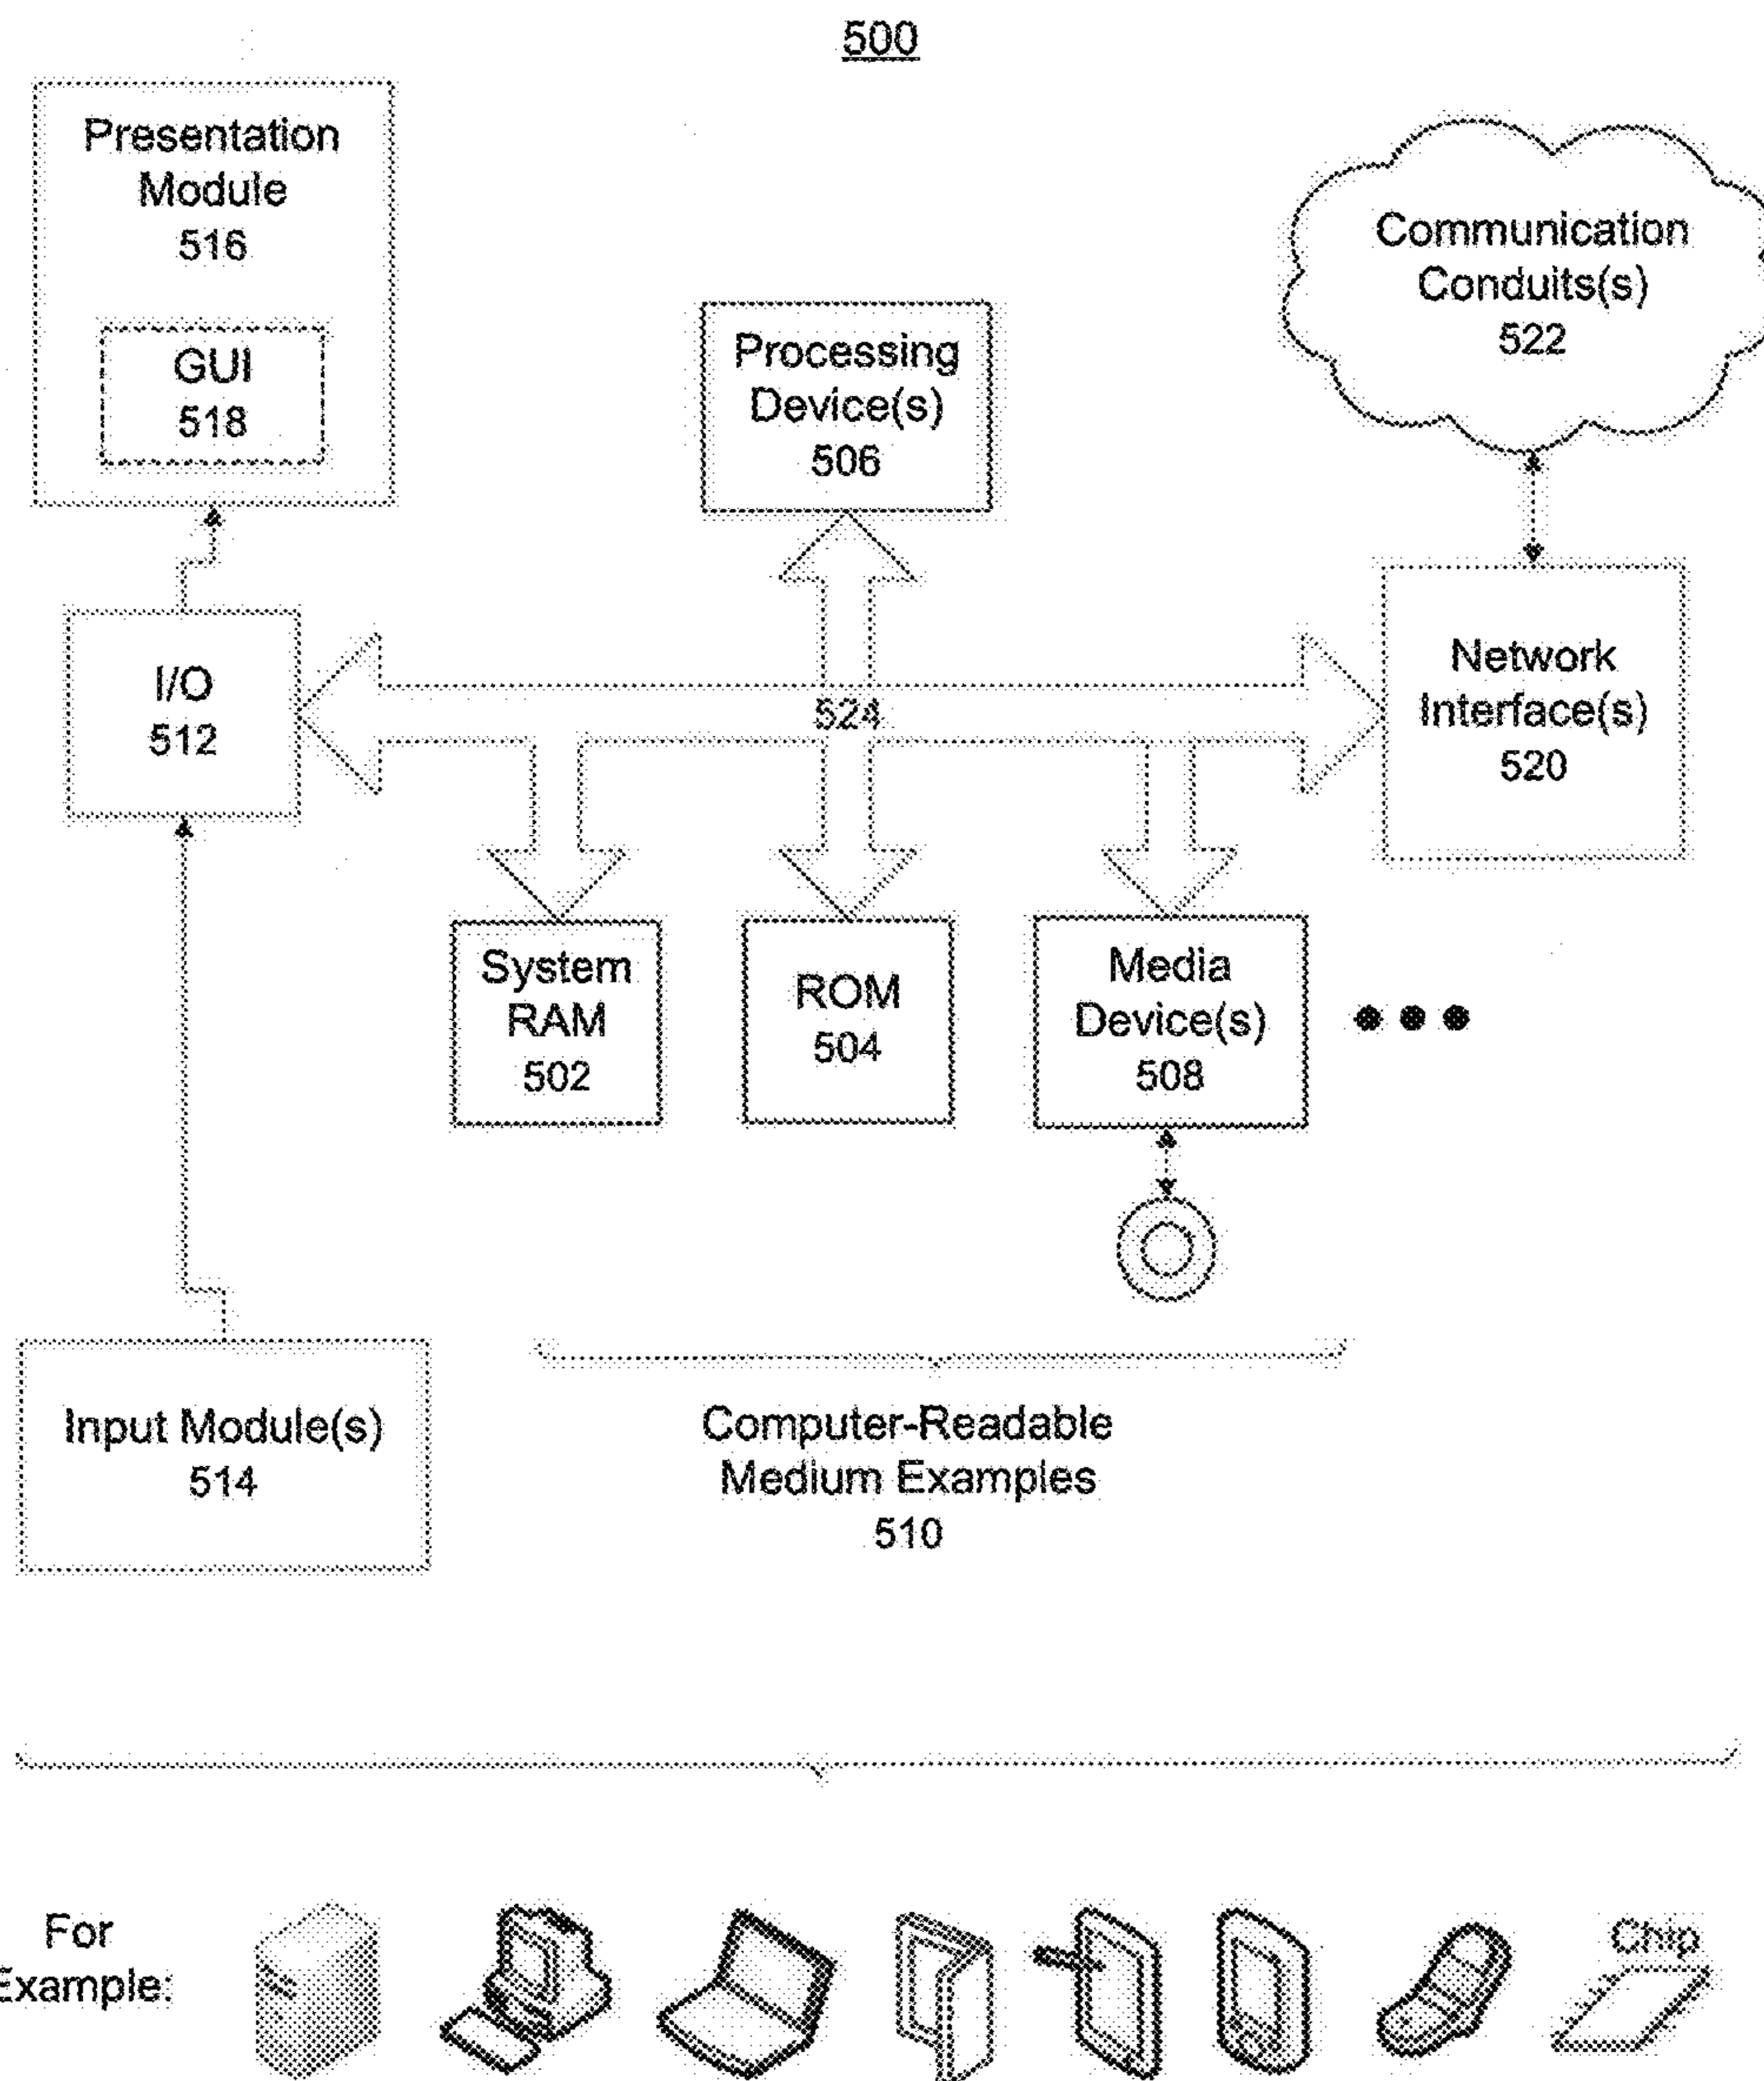 500
Presentation
Module
516
GUI
518
Processing
Device(s)
506
Communication
Conduits(s)
522
I/O
512
524
Network
Interface(s)
520
System
RAM
502
ROM
504
Media
Device(s)
508
Input Module(s)
514
Computer-Readable
Medium Examples
510
For
Example:
Chip